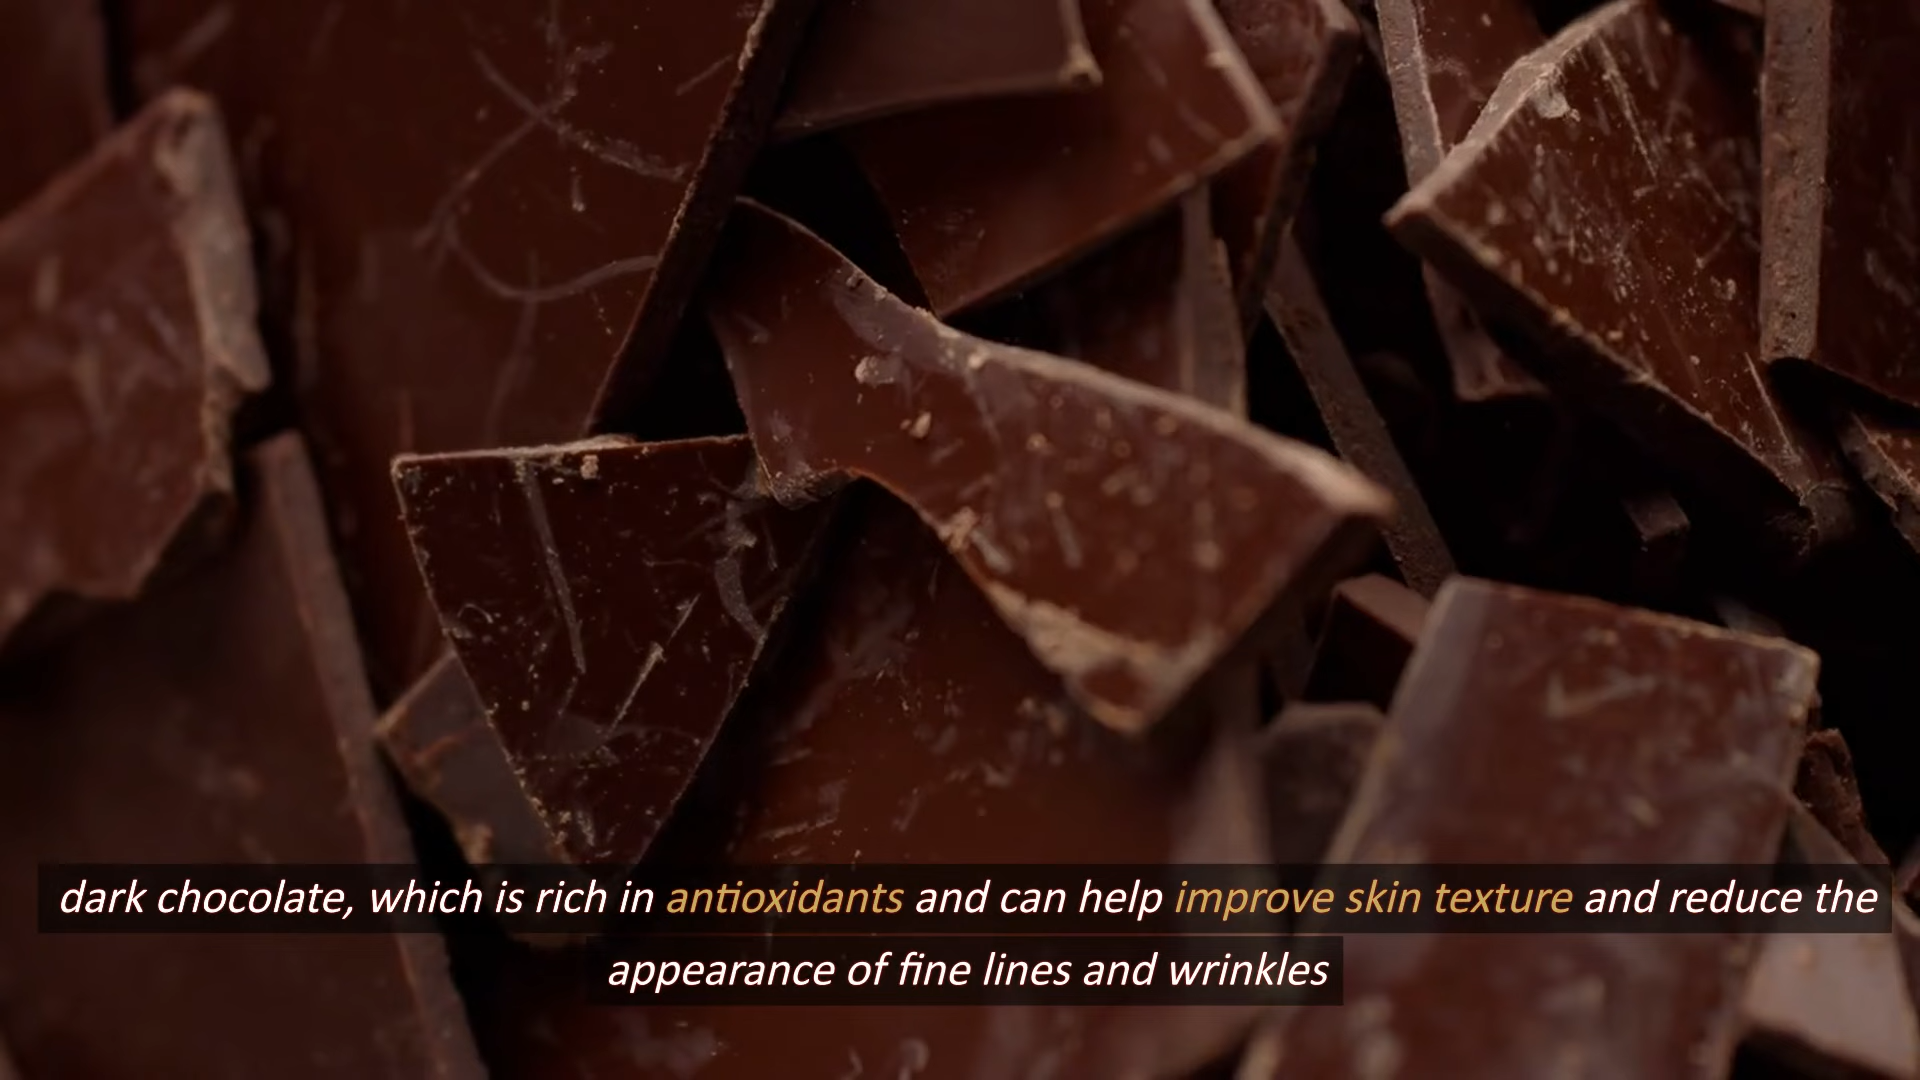 dark chocolate, which is rich in antioxidants and can help improve skin texture and reduce the
appearance of fine lines and wrinkles